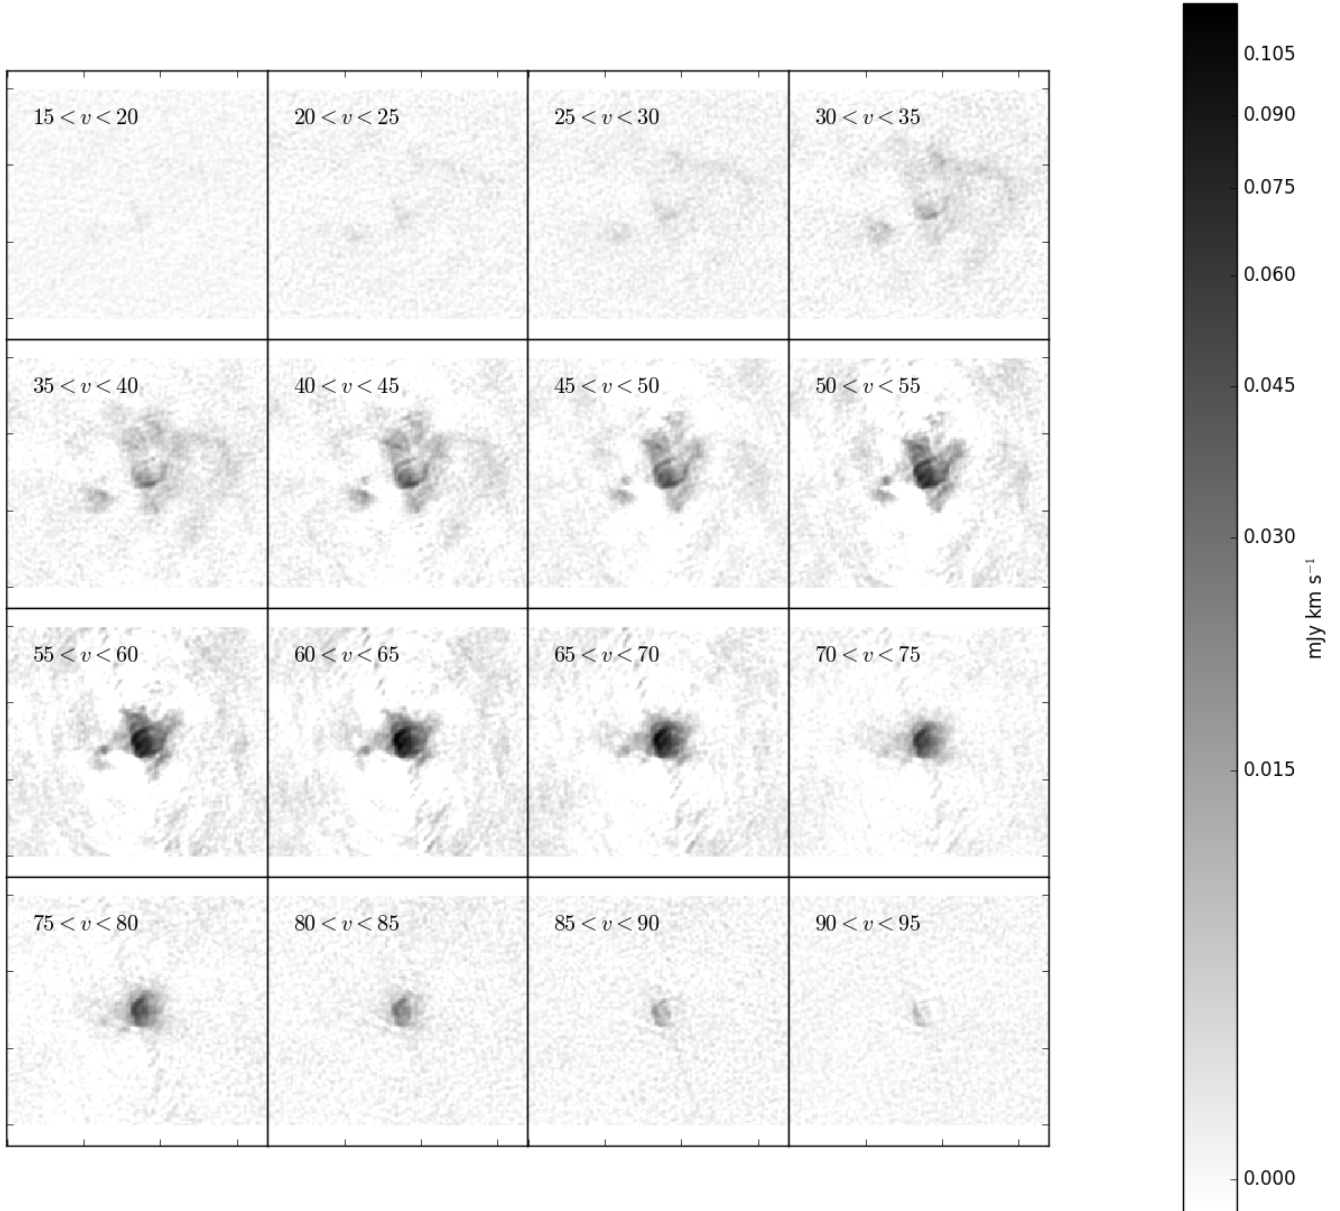 15 < v < 20
20 < v < 25
25 < v < 30
30 < v < 35
35 < v < 40
40 < v < 45
45 < v < 50
50 < v < 55
55 < v < 60
60 < v < 65
65 < v < 70
70 < v < 75
75 < v < 80
80 < v < 85
85 < v < 90
90 < v < 95
0.105
0.090
0.075
0.060
0.045
0.030
0.015
0.000
mJy km s⁻¹